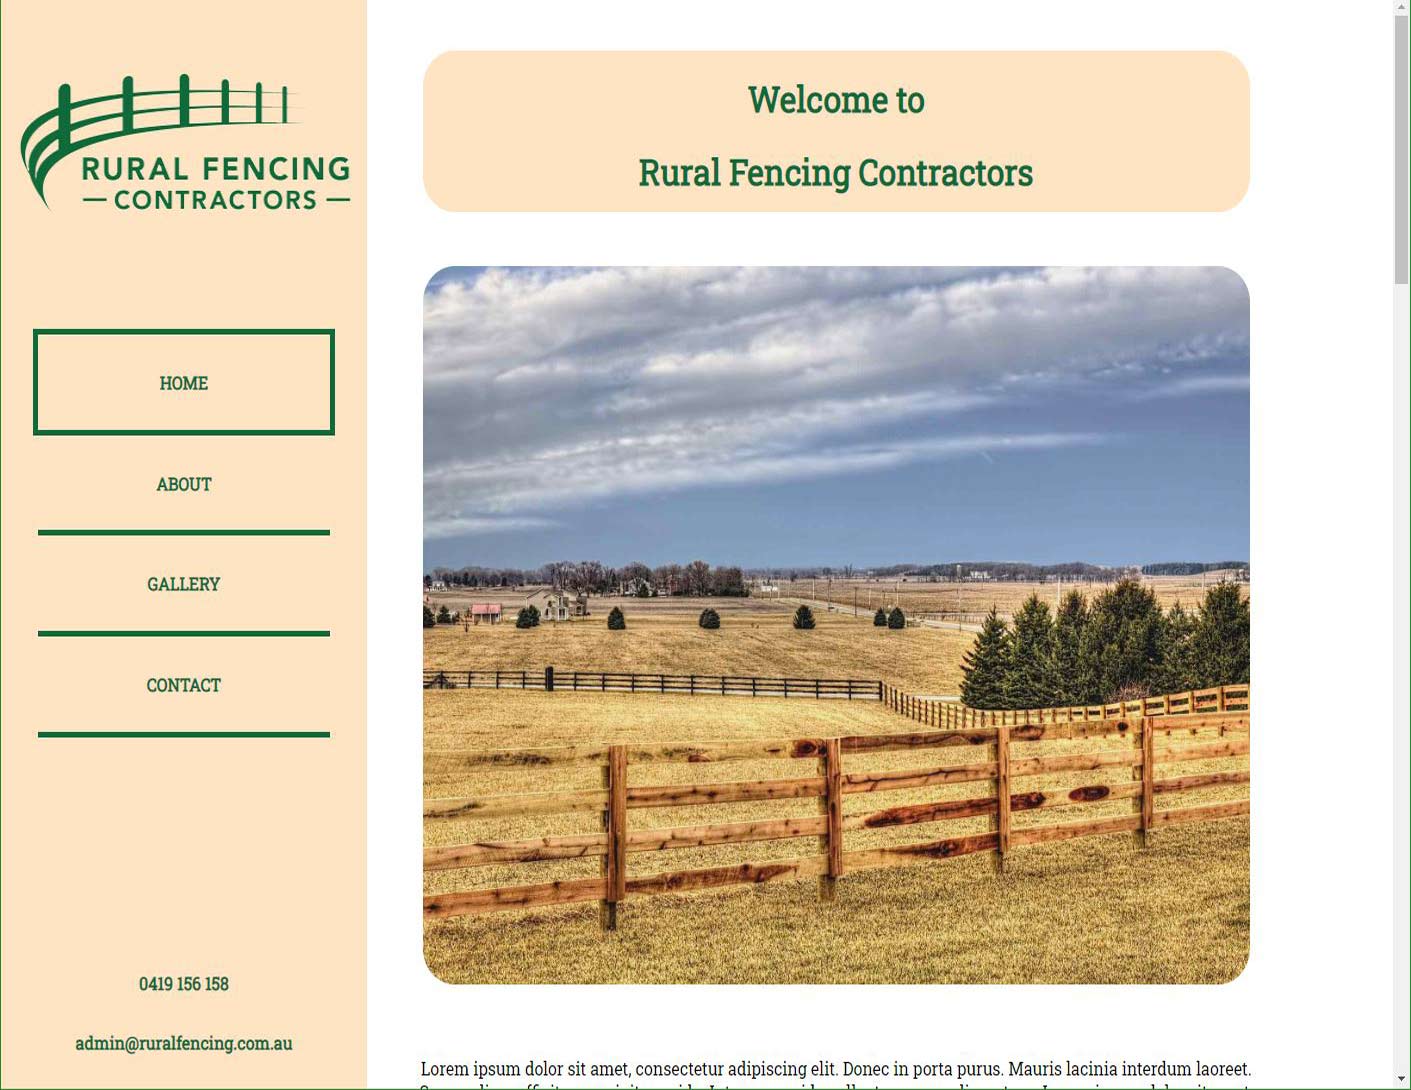 RURAL FENCING
— CONTRACTORS —
HOME
ABOUT
GALLERY
CONTACT
0419 156 158
admin@ruralfencing.com.au
Welcome to
Rural Fencing Contractors
Lorem ipsum dolor sit amet, consectetur adipiscing elit. Donec in porta purus. Mauris lacinia interdum laoreet.